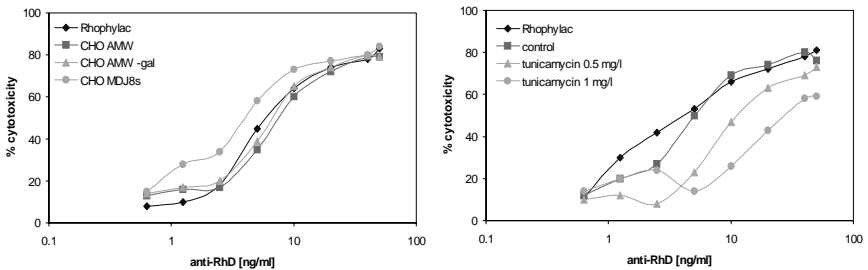 100
80
60
40
20
0
% cytotoxicity
Rhophylac
CHO AMW
CHO AMW -gal
CHO MDJ8s
0.1
1
10
100
anti-RhD [ng/ml]
100
80
60
40
20
0
% cytotoxicity
Rhophylac
control
tunicamycin 0.5 mg/l
tunicamycin 1 mg/l
0.1
1
10
100
anti-RhD [ng/ml]